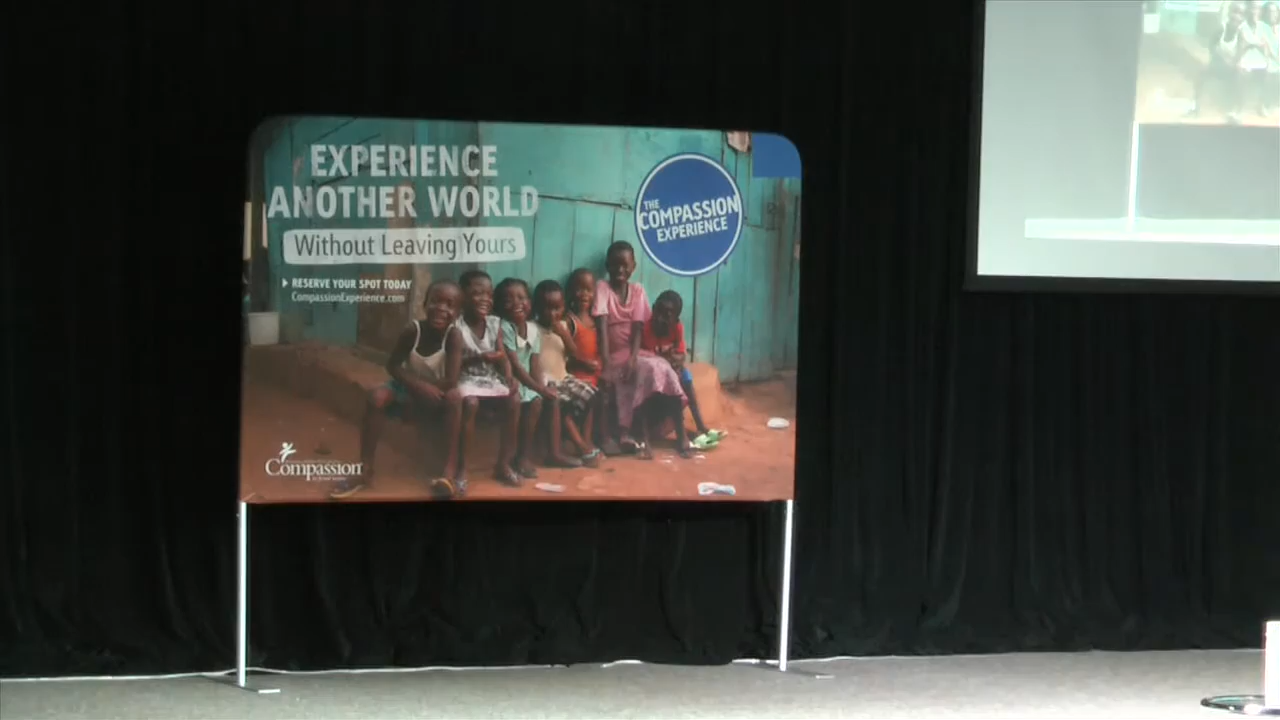 EXPERIENCE
ANOTHER WORLD
Without Leaving Yours
RESERVE YOUR SPOT TODAY
CompassionExperience.com
THE
COMPASSION
EXPERIENCE
Compassion